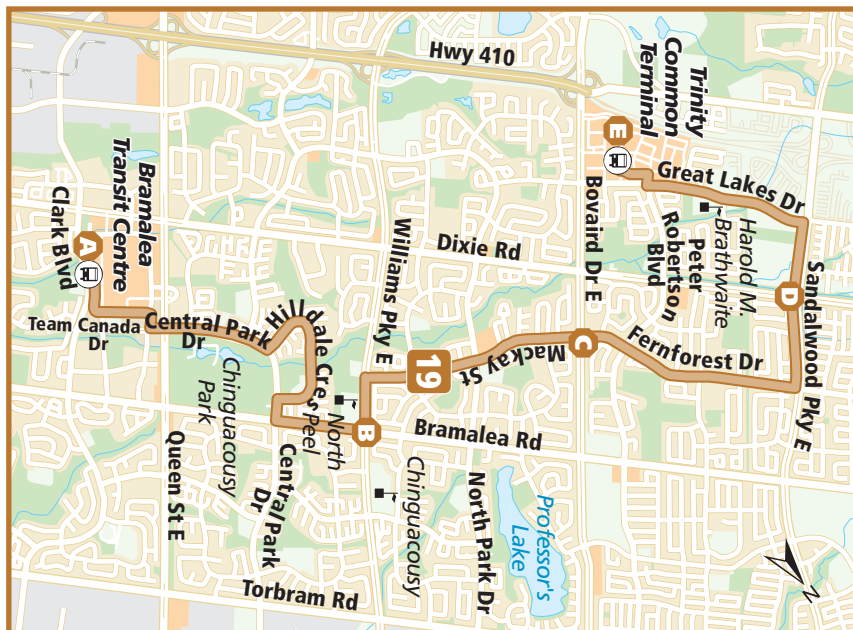 Hwy 410
Trinity
Common
Terminal
E
Great Lakes Dr
Harold M.
Brathwaite
Peter
Robertson
Blvd
Bovaird Dr E
Sandalwood Pky E
D
Dixie Rd
Williams Pky E
Bramalea
Transit Centre
Clark Blvd
A
Team Canada
Dr
Central Park
Dr
Hilldale Cres
Chinguacousy
Park
North
Peel
B
19
Mackay St
C
Fernforest Dr
Bramalea Rd
Queen St E
Central Park
Dr
Chinguacousy
North Park Dr
Professor's
Lake
Torbram Rd
N